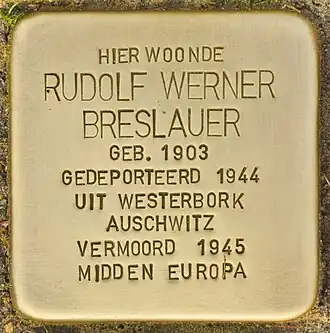 HIER WOONDE
RUDOLF WERNER
BRESLAUER
GEB. 1903
GEDEPORTEERD 1944
UIT WESTERBORK
AUSCHWITZ
VERMOORD 1945
MIDDEN EUROPA